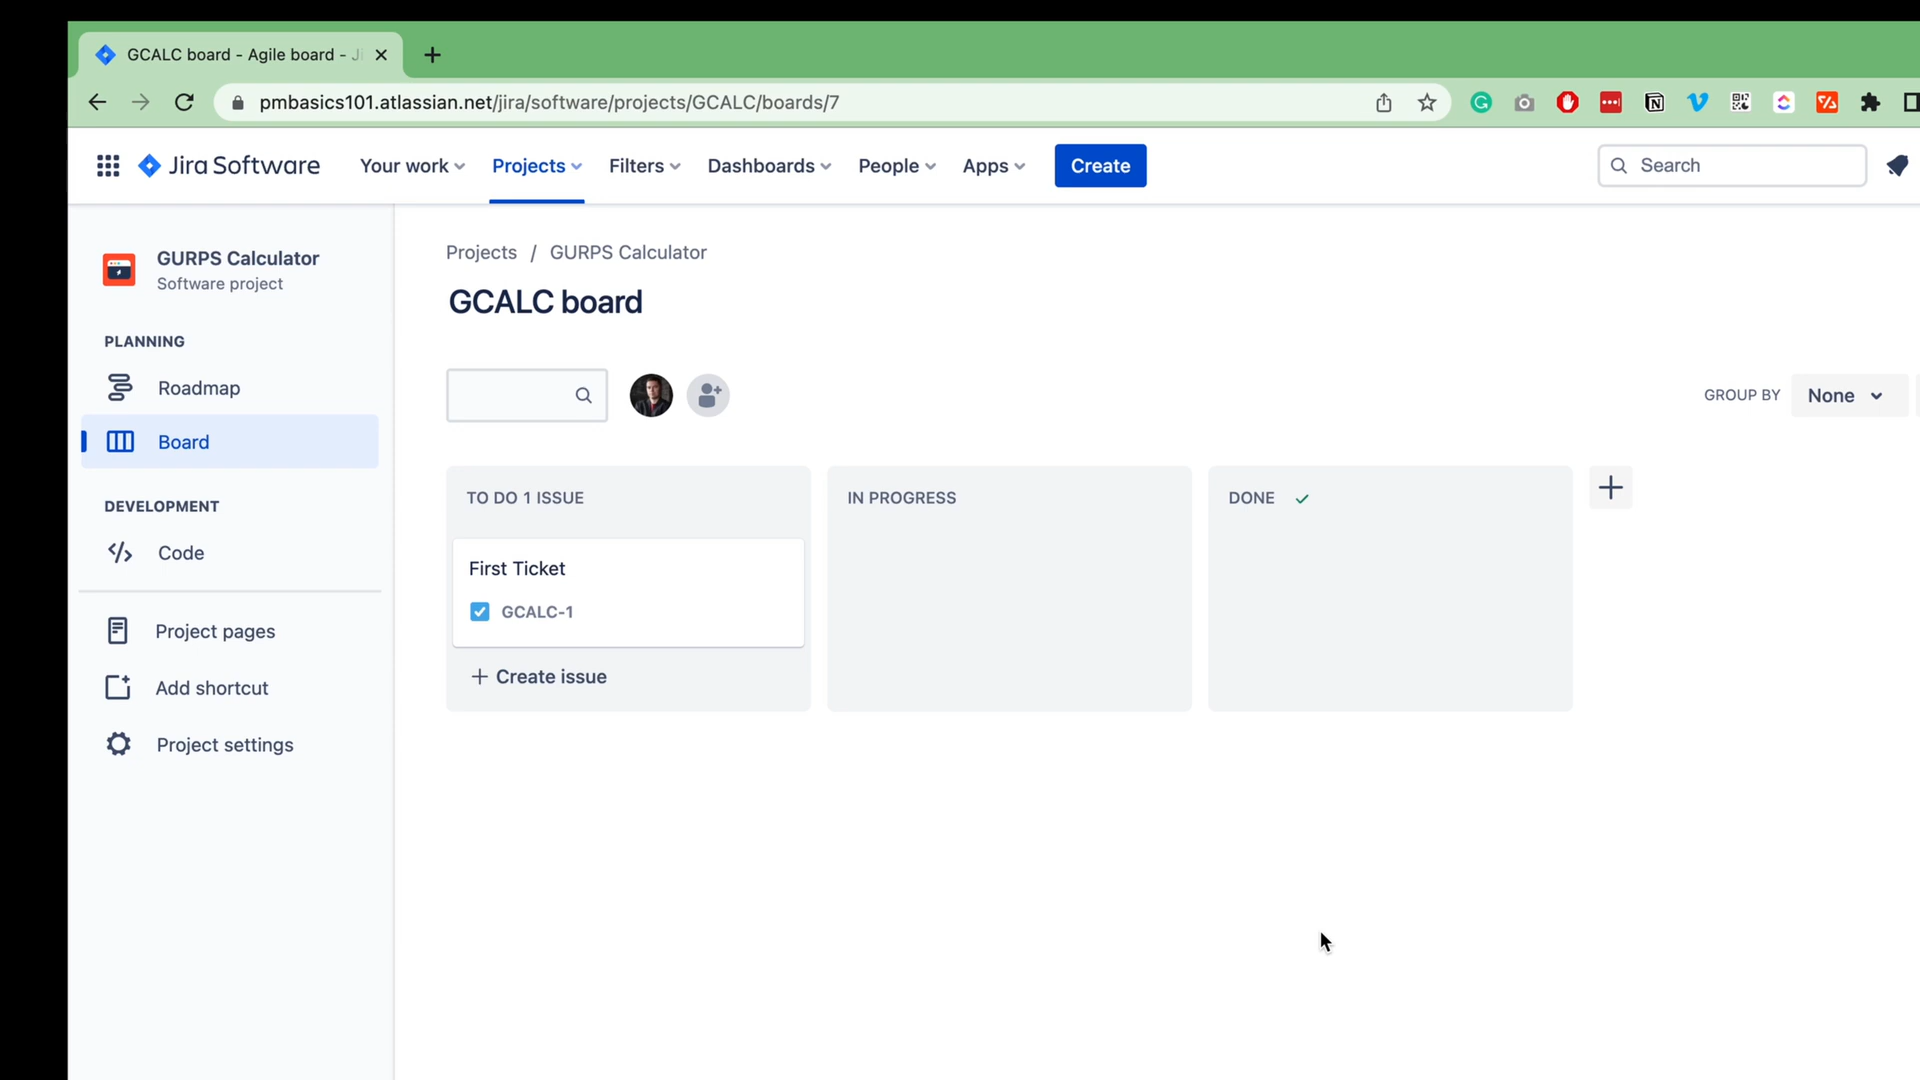 GCALC board - Agile board - Ji
pmbasics101.atlassian.net/jira/software/projects/GCALC/boards/7
Jira Software
Your work
Projects
Filters
Dashboards
People
Apps
Create
Search
GURPS Calculator
Software project
PLANNING
Roadmap
Board
DEVELOPMENT
Code
Project pages
Add shortcut
Project settings
Projects / GURPS Calculator
GCALC board
GROUP BY
None
TO DO 1 ISSUE
IN PROGRESS
DONE
First Ticket
GCALC-1
+ Create issue